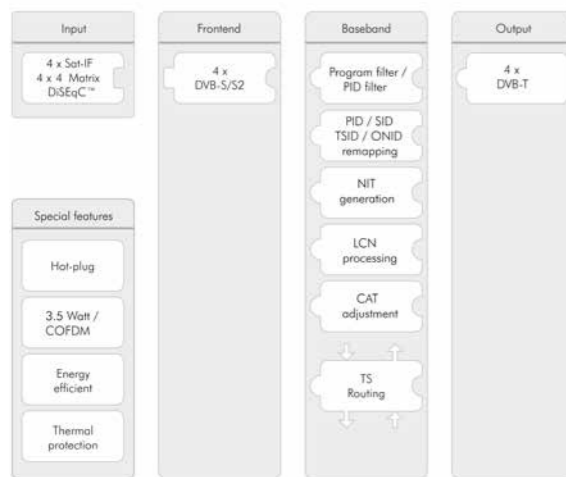 Input
4 x Sat-IF
4 x 4 Matrix
DiSEqC™
Special features
Hot-plug
3.5 Watt /
COFDM
Energy
efficient
Thermal
protection
Frontend
4 x
DVB-S/S2
Baseband
Program filter /
PID filter
PID / SID
TSID / ONID
remapping
NIT
generation
LCN
processing
CAT
adjustment
TS
Routing
Output
4 x
DVB-T